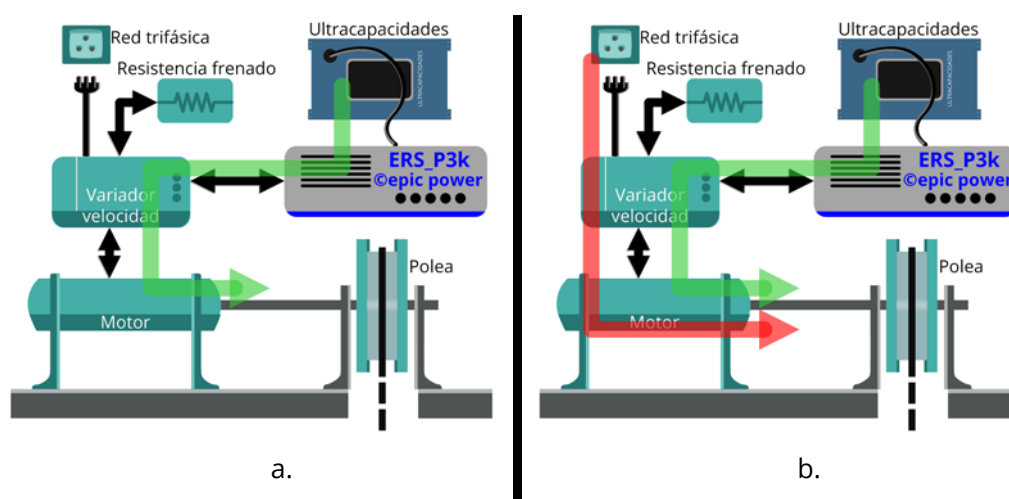 Ultracapacidades
Red trifásica
Resistencia frenado
ULTRACAPACIDADES
ERS_P3k
©epic power
Variador
velocidad
Polea
Motor
a.
Ultracapacidades
Red trifásica
Resistencia frenado
ULTRACAPACIDADES
ERS_P3k
©epic power
Variador
velocidad
Polea
Motor
b.